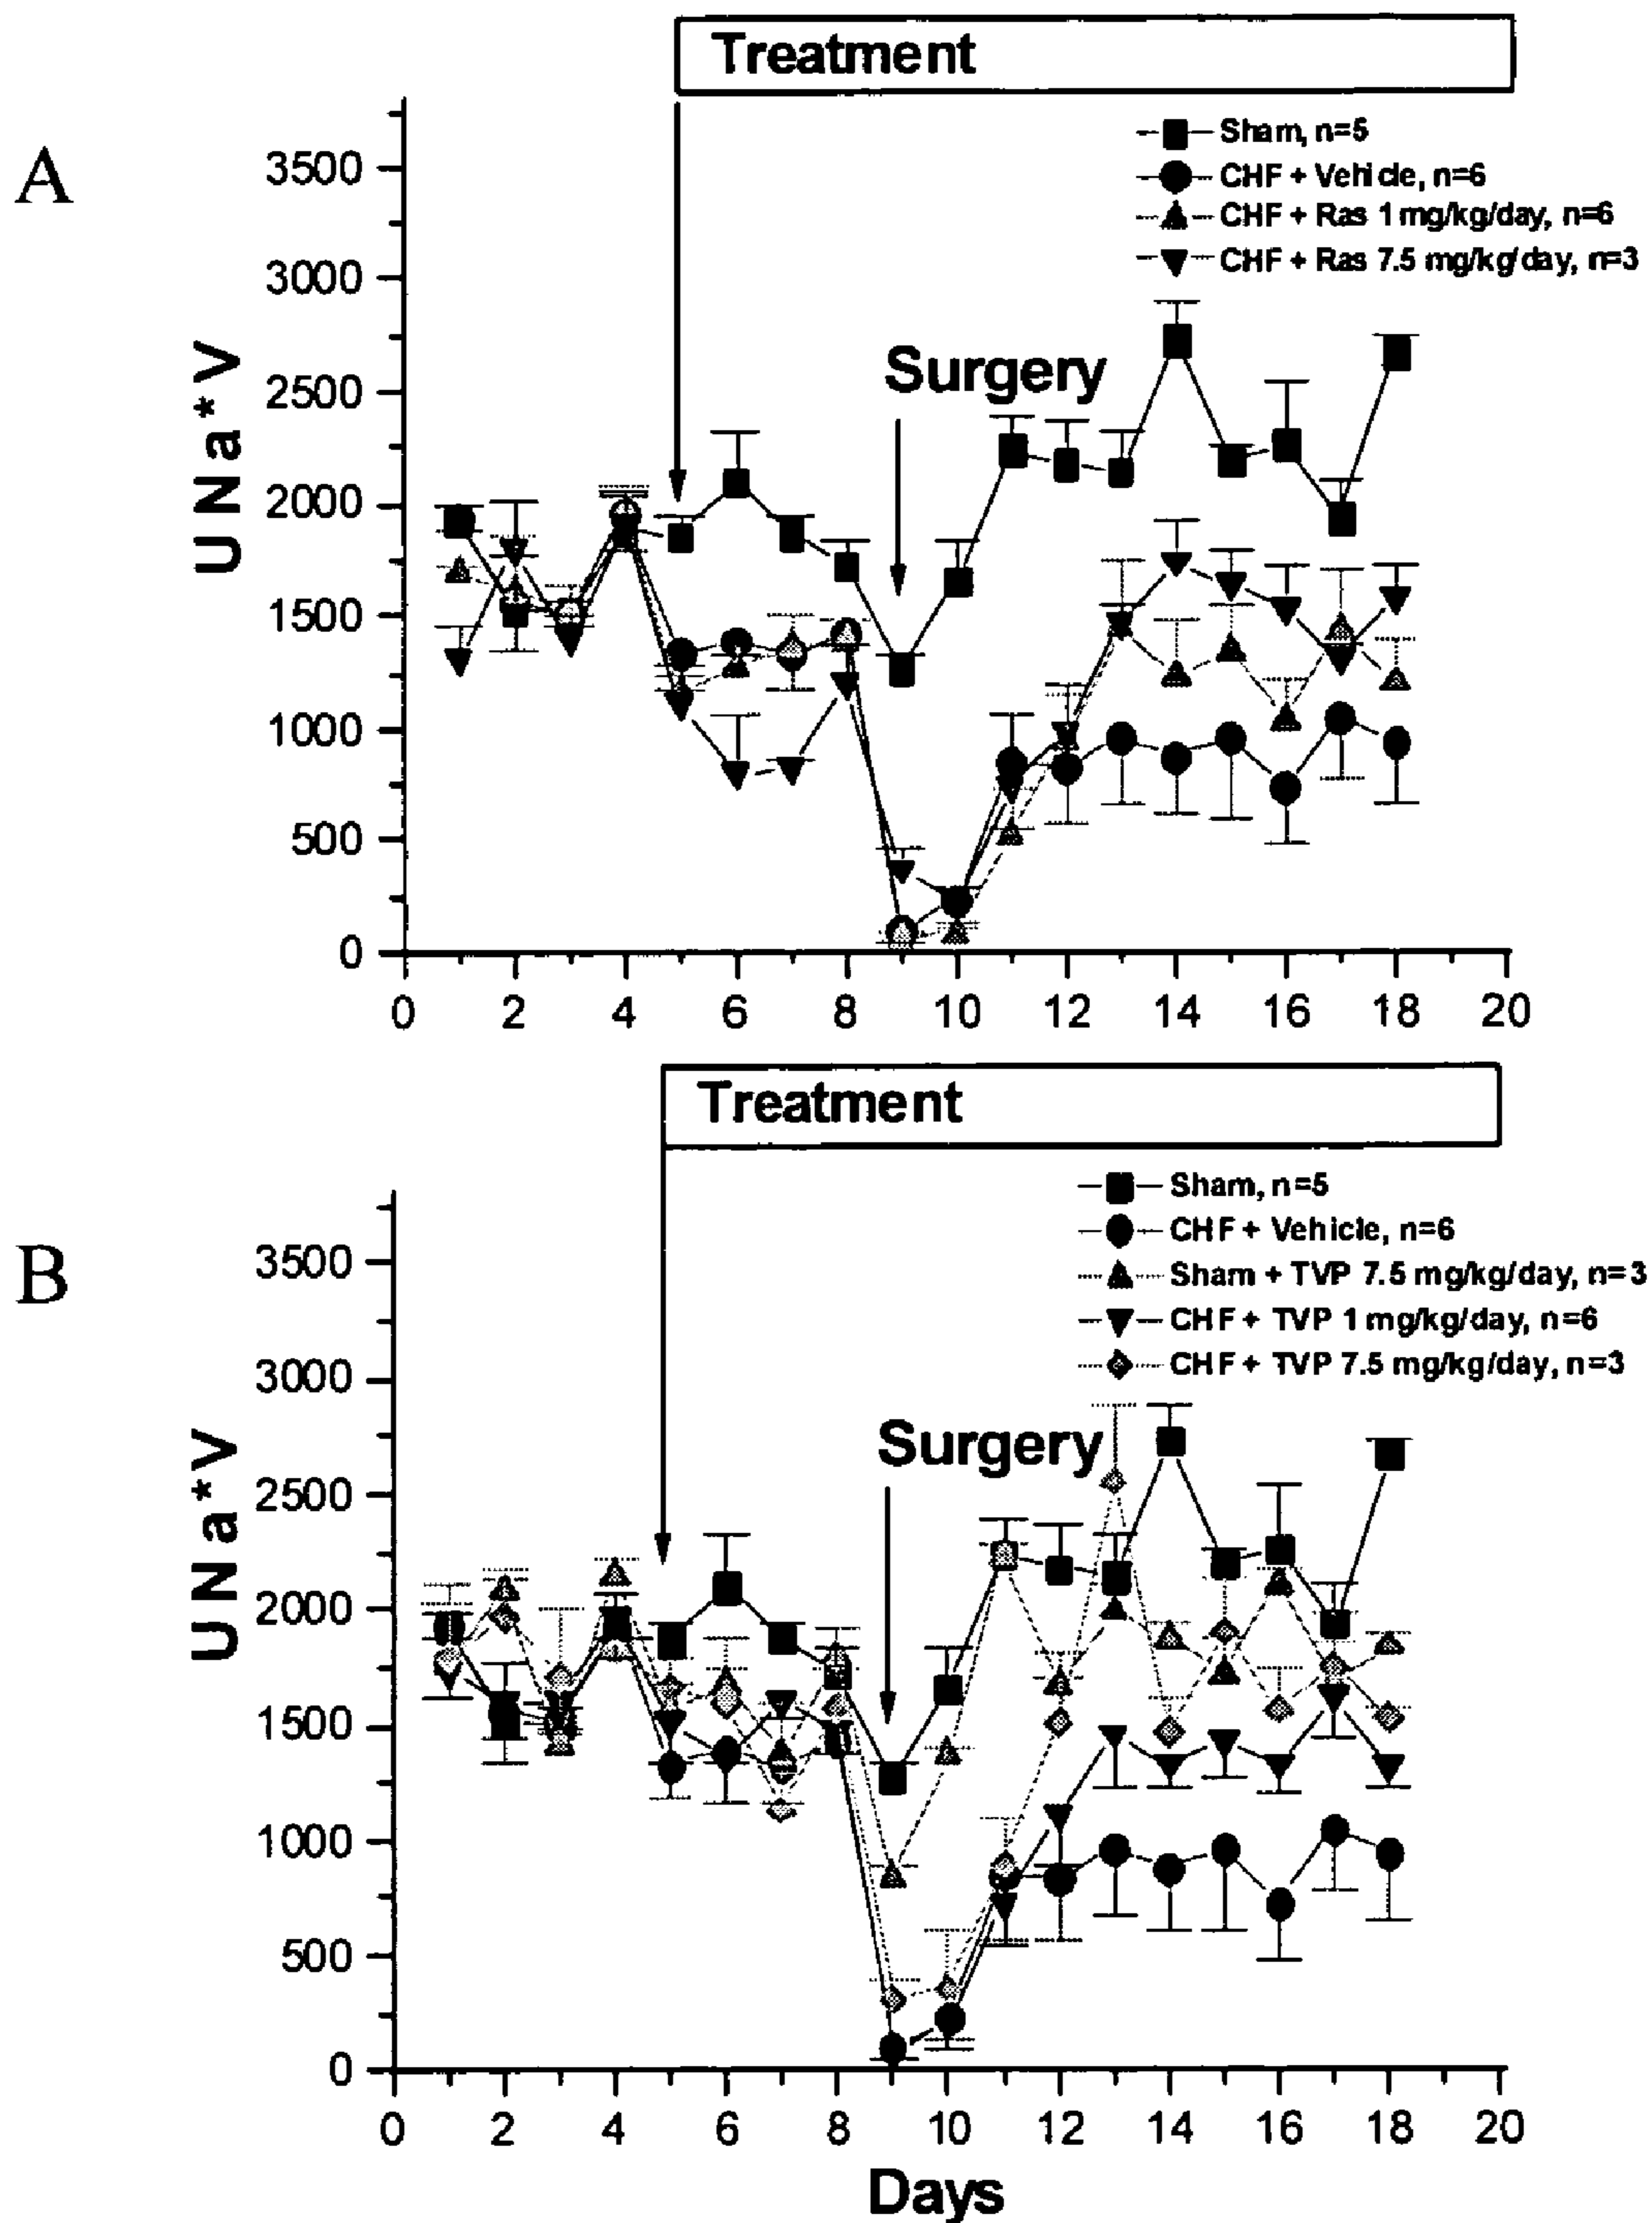 Treatment
A
Sham, n=5
CHF + Vehicle, n=6
CHF + Ras 1 mg/kg/day, n=6
CHF + Ras 7.5 mg/kg/day, n=3
Surgery
UNa*V
3500
3000
2500
2000
1500
1000
500
0
0 2 4 6 8 10 12 14 16 18 20
Treatment
B
Sham, n=5
CHF + Vehicle, n=6
Sham + TVP 7.5 mg/kg/day, n=3
CHF + TVP 1 mg/kg/day, n=6
CHF + TVP 7.5 mg/kg/day, n=3
Surgery
UNa*V
3500
3000
2500
2000
1500
1000
500
0
0 2 4 6 8 10 12 14 16 18 20
Days